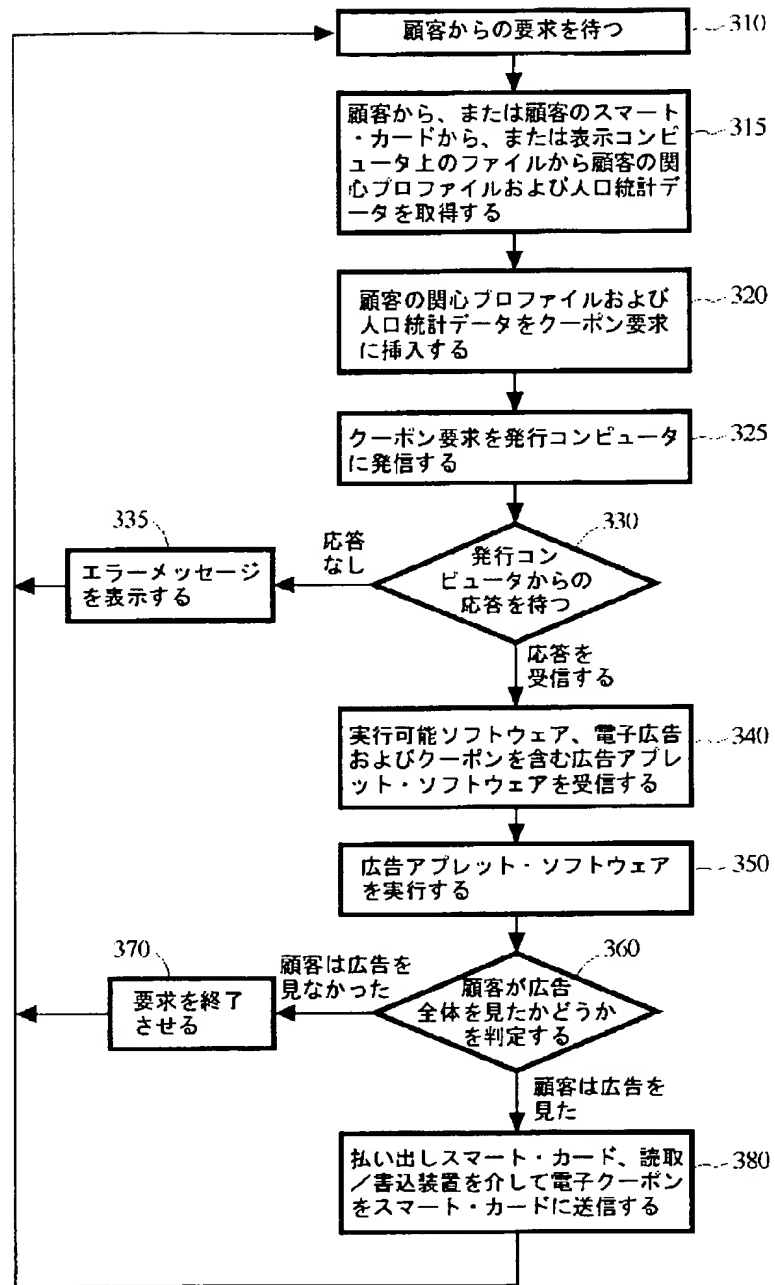 顧客からの要求を待つ
310
顧客から、または顧客のスマート
・カードから、または表示コンピ
ュータ上のファイルから顧客の関
心プロファイルおよび人口統計デ
ータを取得する
315
顧客の関心プロファイルおよび
人口統計データをクーポン要求
に挿入する
320
クーポン要求を発行コンピュータ
に発信する
325
330
発行コン
ピュータからの
応答を待つ
応答
なし
335
エラーメッセージ
を表示する
応答を
受信する
実行可能ソフトウェア、電子広告
およびクーポンを含む広告アプレ
ット・ソフトウェアを受信する
340
広告アプレット・ソフトウェア
を実行する
350
360
顧客が広告
全体を見たかどうか
を判定する
顧客は広告を
見なかった
370
要求を終了
させる
顧客は広告を
見た
払い出しスマート・カード、読取
／書込装置を介して電子クーポン
をスマート・カードに送信する
380